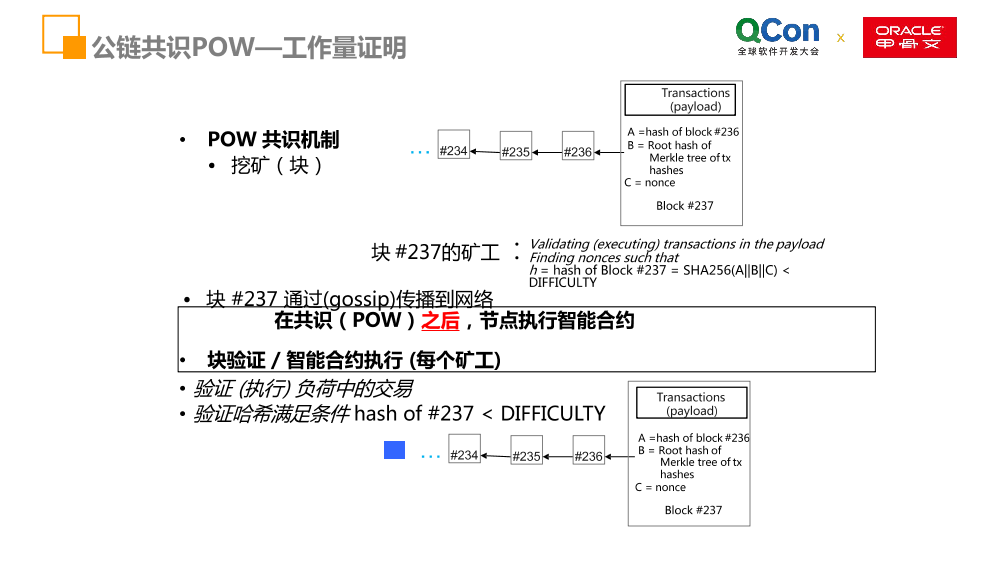 公链共识POW—工作量证明
QCon
全球软件开发大会
x
ORACLE
甲骨文
• POW 共识机制
• 挖矿（块）
… #234 #235 #236
Transactions
(payload)
A =hash of block #236
B = Root hash of
Merkle tree of tx
hashes
C = nonce
Block #237
块 #237的矿工
• Validating (executing) transactions in the payload
• Finding nonces such that
h = hash of Block #237 = SHA256(A||B||C) <
DIFFICULTY
• 块 #237 通过(gossip)传播到网络
在共识（POW）之后，节点执行智能合约
• 块验证 / 智能合约执行 (每个矿工)
• 验证 (执行) 负荷中的交易
• 验证哈希满足条件 hash of #237 < DIFFICULTY
… #234 #235 #236
Transactions
(payload)
A =hash of block #236
B = Root hash of
Merkle tree of tx
hashes
C = nonce
Block #237